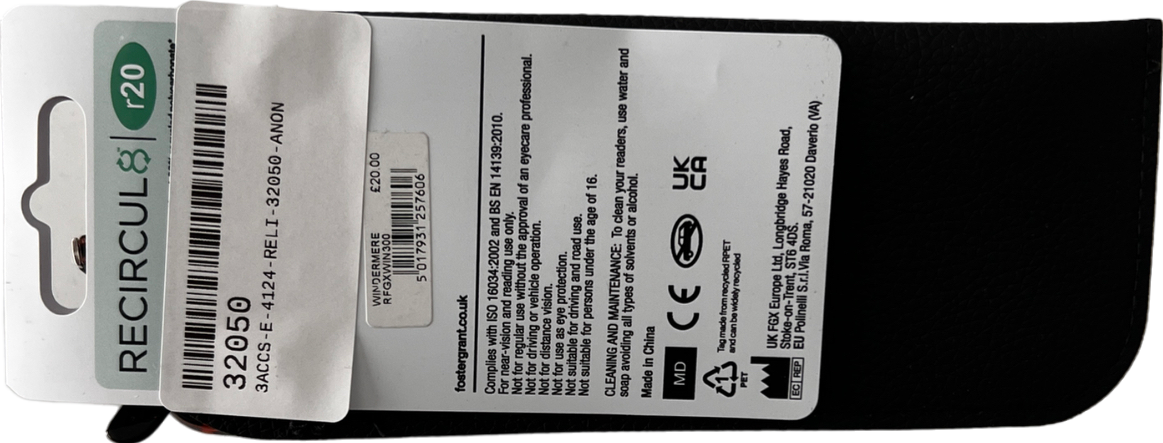 RECIRCUL8 | r20
32050
3ACCS-E-4124-RELI-32050-ANON
WINDERMERE
RFGXWIN300
£20.00
5 017931 257606
fostergrant.co.uk
Complies with ISO 16034:2002 and BS EN 14139:2010.
For near-vision and reading use only.
Not for regular use without the approval of an eyecare professional.
Not for driving or vehicle operation.
Not for distance vision.
Not for use as eye protection.
Not suitable for driving and road use.
Not suitable for persons under the age of 16.
CLEANING AND MAINTENANCE: To clean your readers, use water and
soap avoiding all types of solvents or alcohol.
Made in China
MD
CE
UK
CA
1
PET
Tag made from recycled RPET
and can be widely recycled
EC REP
UK FGX Europe Ltd, Longbridge Hayes Road,
Stoke-on-Trent, ST6 4DS.
EU Polinelli S.r.l.Via Roma, 57-21020 Daverio (VA)